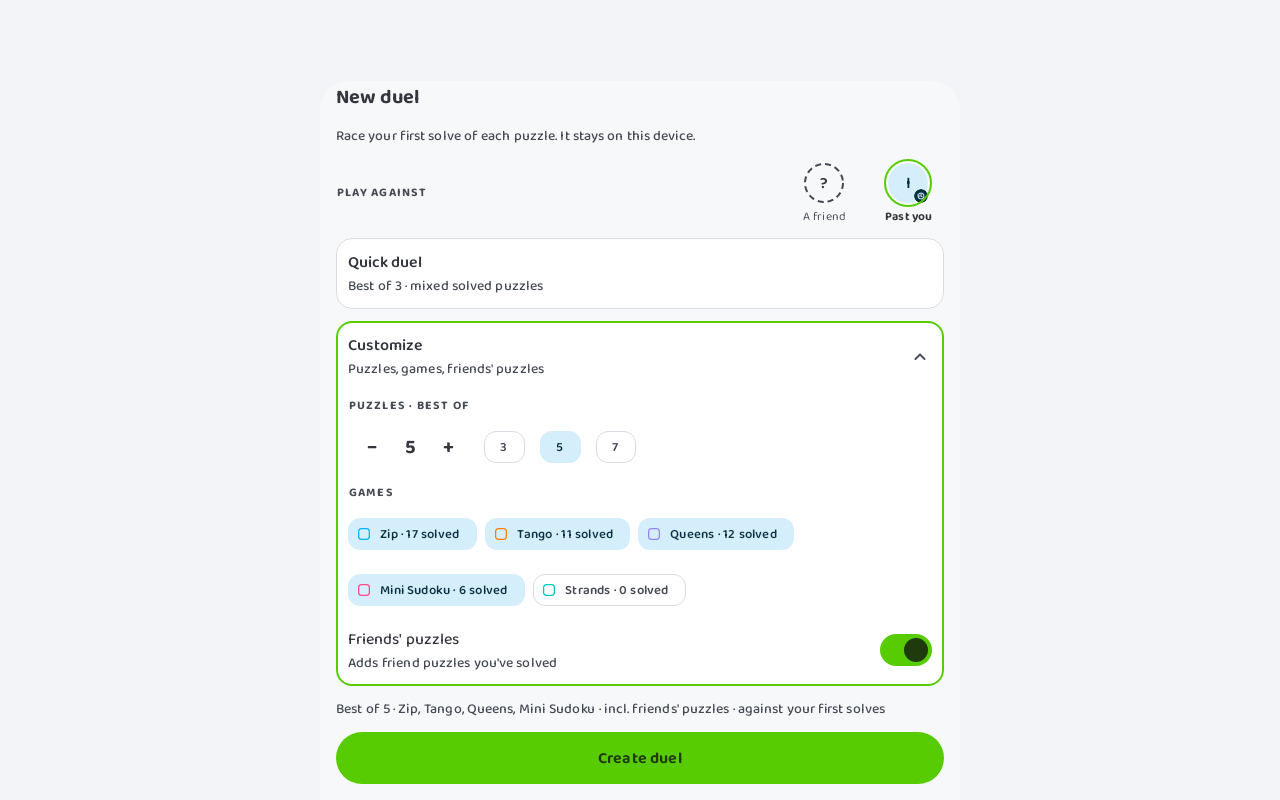 New duel
Race your first solve of each puzzle. It stays on this device.
PLAY AGAINST
?
A friend
I
Past you
Quick duel
Best of 3 · mixed solved puzzles
Customize
Puzzles, games, friends' puzzles
PUZZLES · BEST OF
− 5 + 3 5 7
GAMES
Zip · 17 solved Tango · 11 solved Queens · 12 solved
Mini Sudoku · 6 solved Strands · 0 solved
Friends' puzzles
Adds friend puzzles you've solved
Best of 5 · Zip, Tango, Queens, Mini Sudoku · incl. friends' puzzles · against your first solves
Create duel